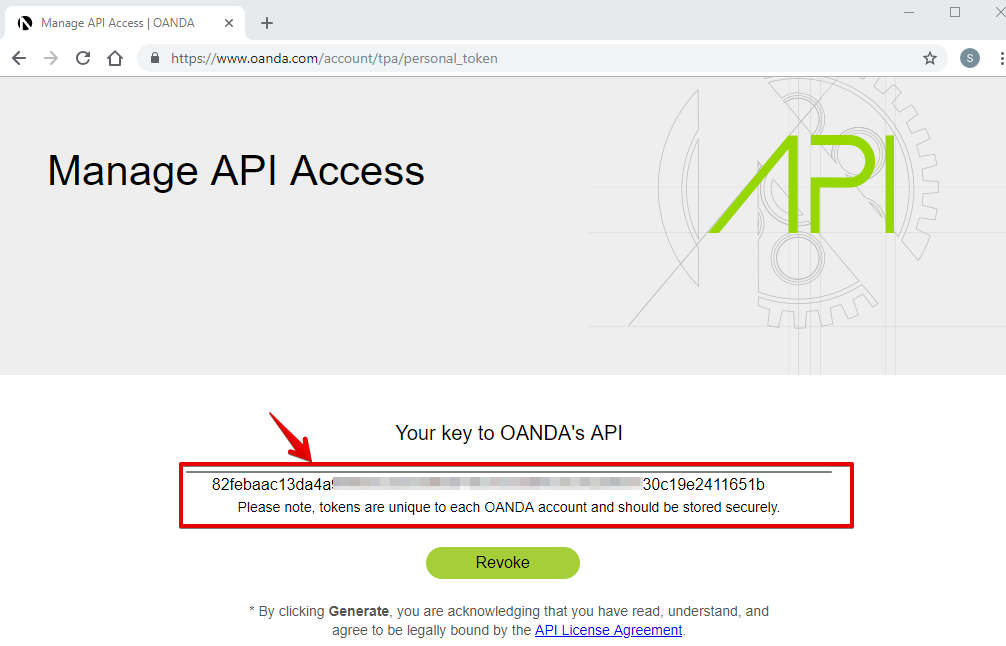 Manage API Access | OANDA
https://www.oanda.com/account/tpa/personal_token
S
Manage API Access
API
Your key to OANDA's API
82febaac13da4a9 30c19e2411651b
Please note, tokens are unique to each OANDA account and should be stored securely.
Revoke
* By clicking Generate, you are acknowledging that you have read, understand, and
agree to be legally bound by the API License Agreement.